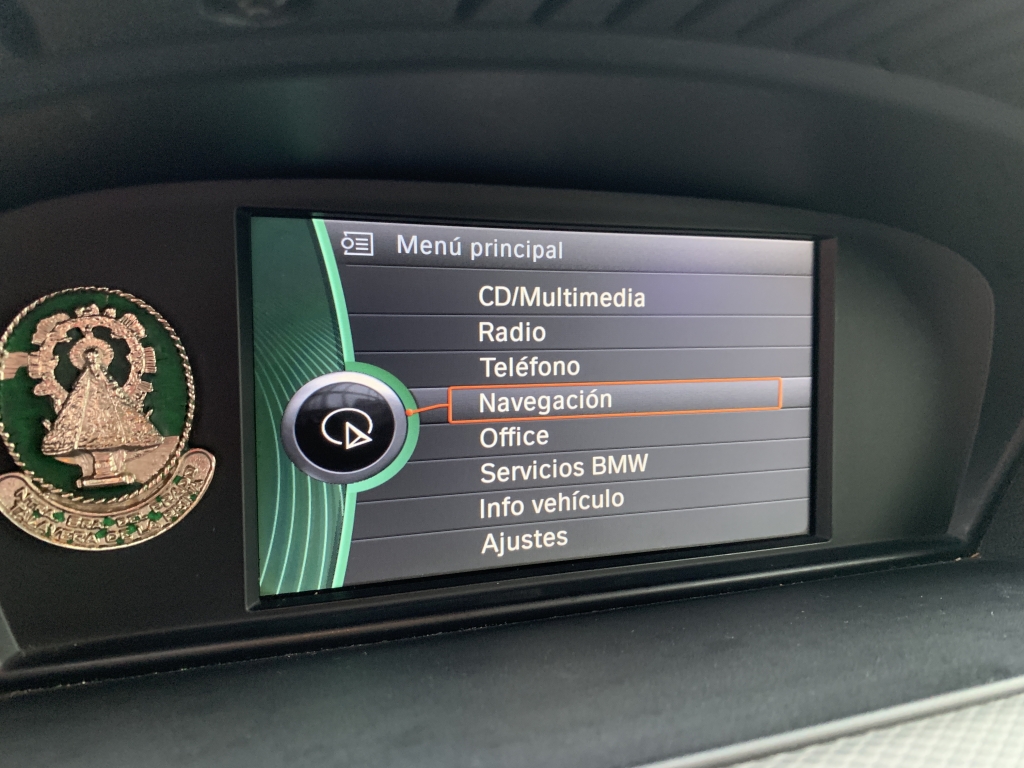 Menú principal
CD/Multimedia
Radio
Teléfono
Navegación
Office
Servicios BMW
Info vehículo
Ajustes